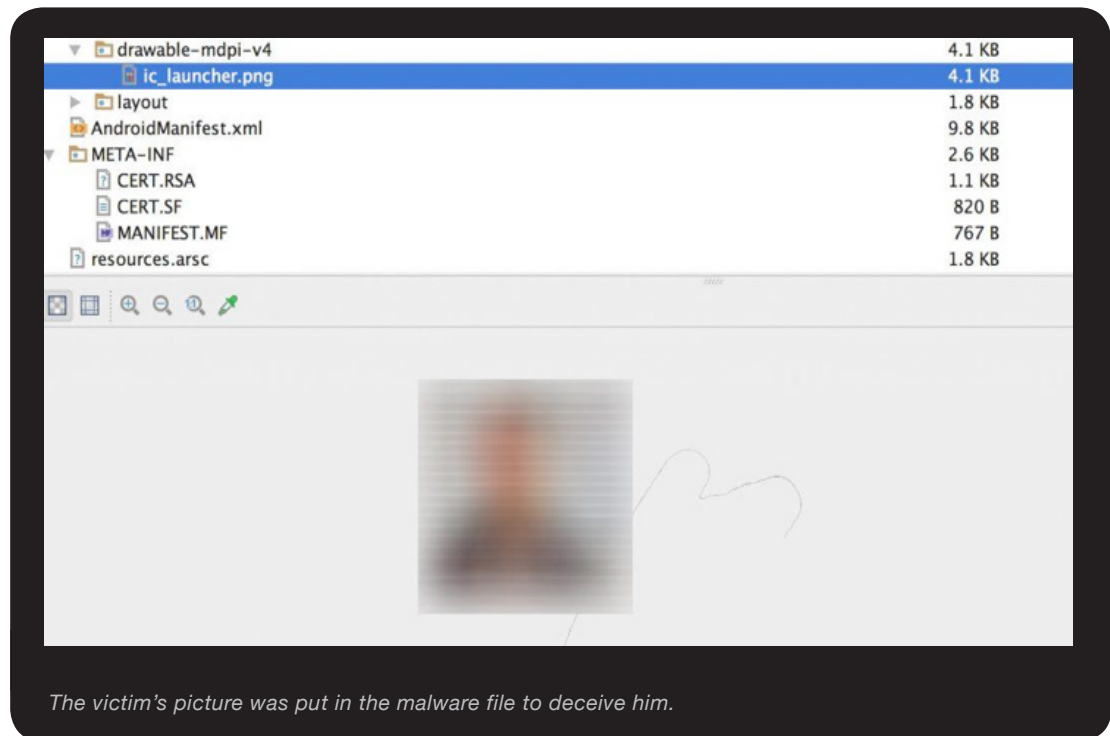 drawable-mdpi-v4 4.1 KB
ic_launcher.png 4.1 KB
layout 1.8 KB
AndroidManifest.xml 9.8 KB
META-INF 2.6 KB
CERT.RSA 1.1 KB
CERT.SF 820 B
MANIFEST.MF 767 B
resources.arsc 1.8 KB
The victim's picture was put in the malware file to deceive him.